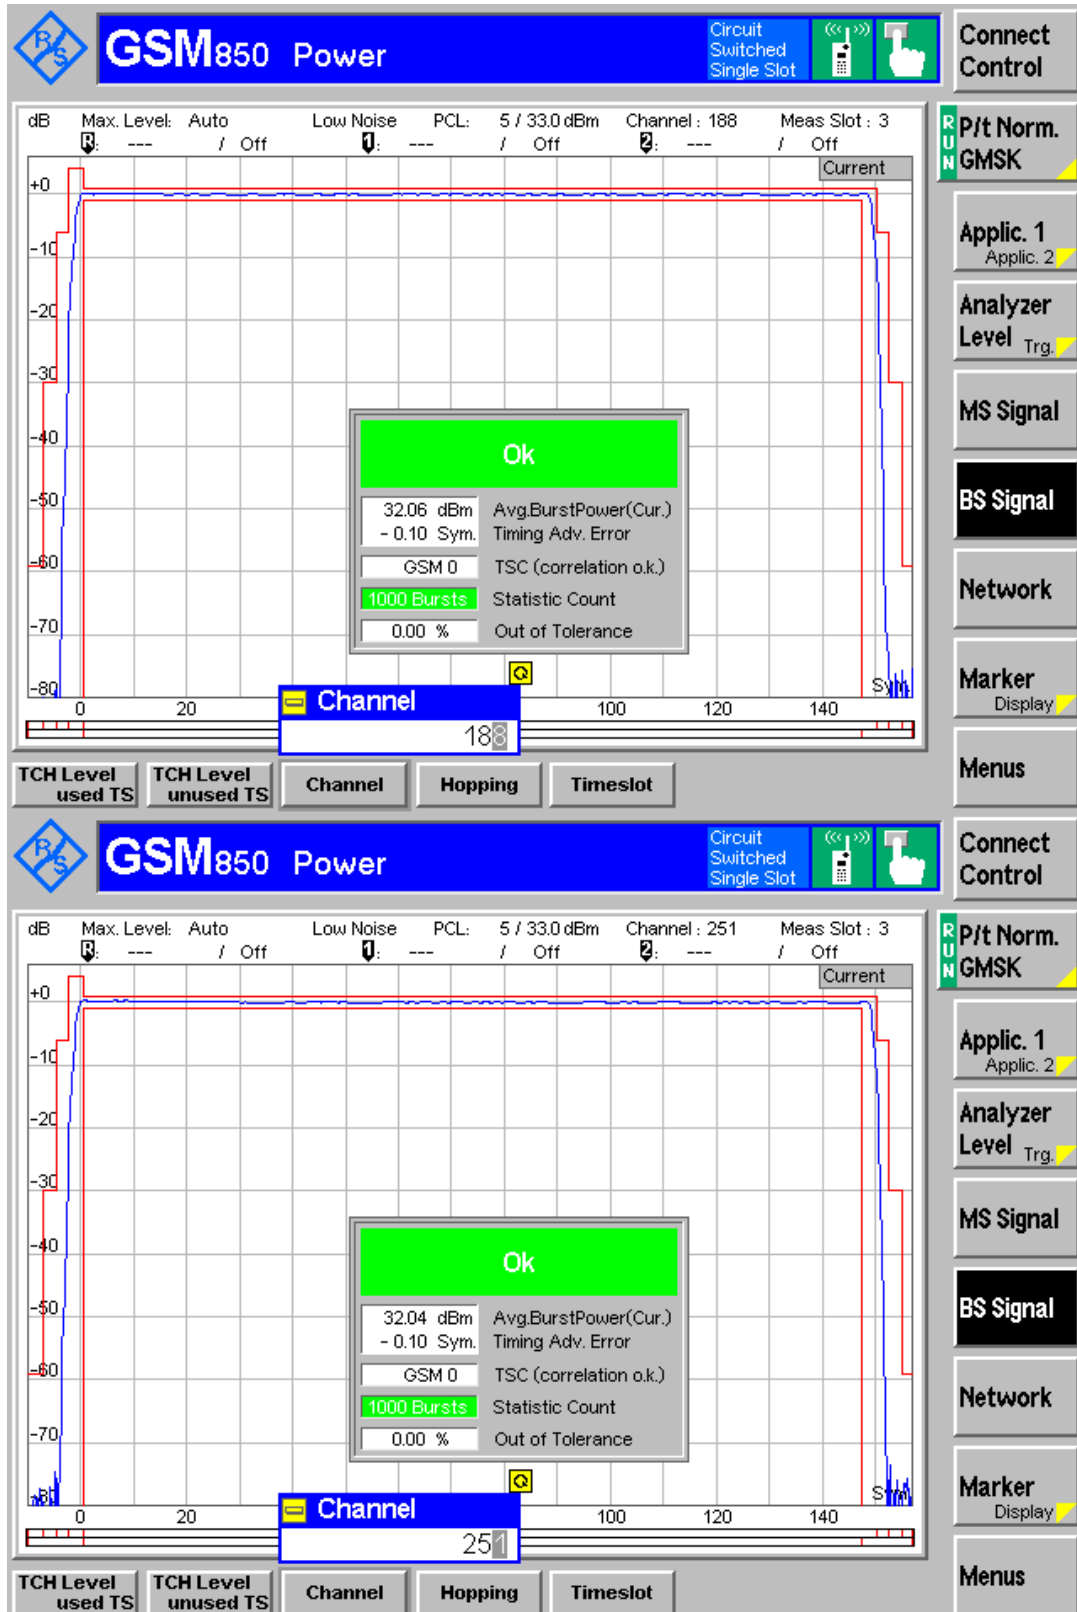 R/S
GSM850 Power
Circuit
Switched
Single Slot
Connect
Control
dB Max. Level: Auto Low Noise PCL: 5 / 33.0 dBm Channel : 188 Meas Slot : 3
R: --- / Off 1: --- / Off 2: --- / Off
Current
RUN
P/t Norm.
GMSK
Applic. 1
Applic. 2
Analyzer
Level Trg.
MS Signal
BS Signal
Network
Marker
Display
Menus
+0
-10
-20
-30
-40
-50
-60
-70
-80
Ok
32.06 dBm Avg.BurstPower(Cur.)
- 0.10 Sym. Timing Adv. Error
GSM 0 TSC (correlation o.k.)
1000 Bursts Statistic Count
0.00 % Out of Tolerance
Sym
0 20 100 120 140
Channel
188
TCH Level
used TS
TCH Level
unused TS
Channel
Hopping
Timeslot
R/S
GSM850 Power
Circuit
Switched
Single Slot
Connect
Control
dB Max. Level: Auto Low Noise PCL: 5 / 33.0 dBm Channel : 251 Meas Slot : 3
R: --- / Off 1: --- / Off 2: --- / Off
Current
RUN
P/t Norm.
GMSK
Applic. 1
Applic. 2
Analyzer
Level Trg.
MS Signal
BS Signal
Network
Marker
Display
Menus
+0
-10
-20
-30
-40
-50
-60
-70
-80
Ok
32.04 dBm Avg.BurstPower(Cur.)
- 0.10 Sym. Timing Adv. Error
GSM 0 TSC (correlation o.k.)
1000 Bursts Statistic Count
0.00 % Out of Tolerance
Sym
0 20 100 120 140
Channel
251
TCH Level
used TS
TCH Level
unused TS
Channel
Hopping
Timeslot